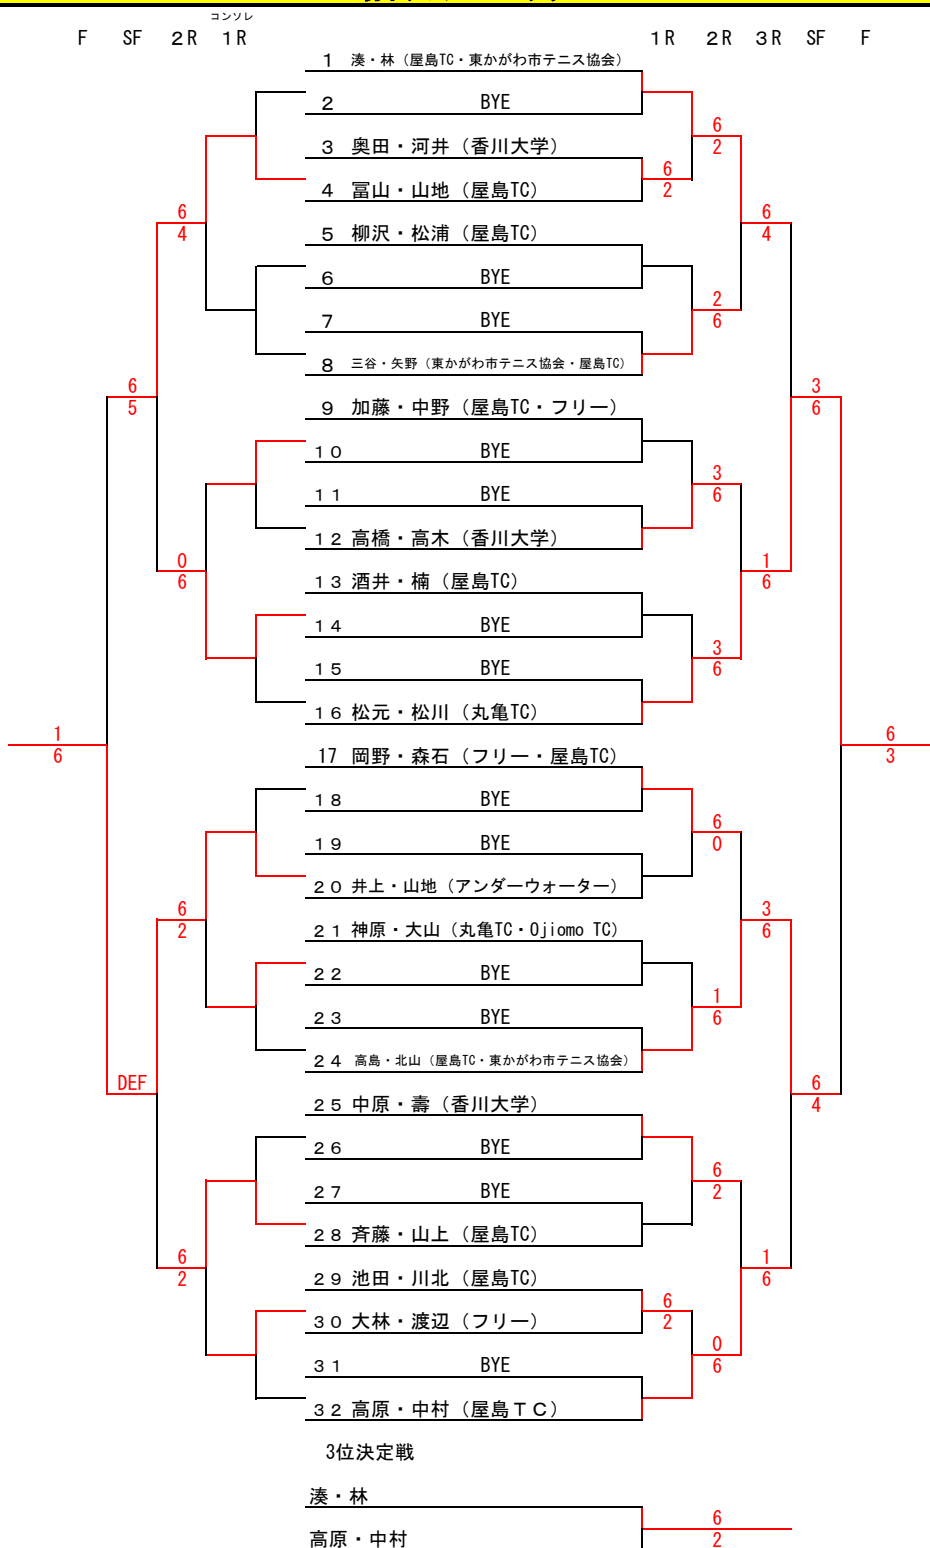 コンソレ
F SF 2R 1R 1R 2R 3R SF F
1 湊・林（屋島TC・東かがわ市テニス協会）
2 BYE
6
2
3 奥田・河井（香川大学）
6
2
4 冨山・山地（屋島TC）
6
4
6
4
5 柳沢・松浦（屋島TC）
6 BYE
2
6
7 BYE
8 三谷・矢野（東かがわ市テニス協会・屋島TC）
6
5
3
6
9 加藤・中野（屋島TC・フリー）
10 BYE
3
6
11 BYE
12 高橋・高木（香川大学）
0
6
1
6
13 酒井・楠（屋島TC）
14 BYE
3
6
15 BYE
16 松元・松川（丸亀TC）
1
6
6
3
17 岡野・森石（フリー・屋島TC）
18 BYE
6
0
19 BYE
20 井上・山地（アンダーウォーター）
6
2
3
6
21 神原・大山（丸亀TC・Ojiomo TC）
22 BYE
1
6
23 BYE
24 高島・北山（屋島TC・東かがわ市テニス協会）
DEF
6
4
25 中原・壽（香川大学）
26 BYE
6
2
27 BYE
28 斉藤・山上（屋島TC）
6
2
1
6
29 池田・川北（屋島TC）
6
2
30 大林・渡辺（フリー）
0
6
31 BYE
32 高原・中村（屋島ＴＣ）
3位決定戦
湊・林
6
2
高原・中村